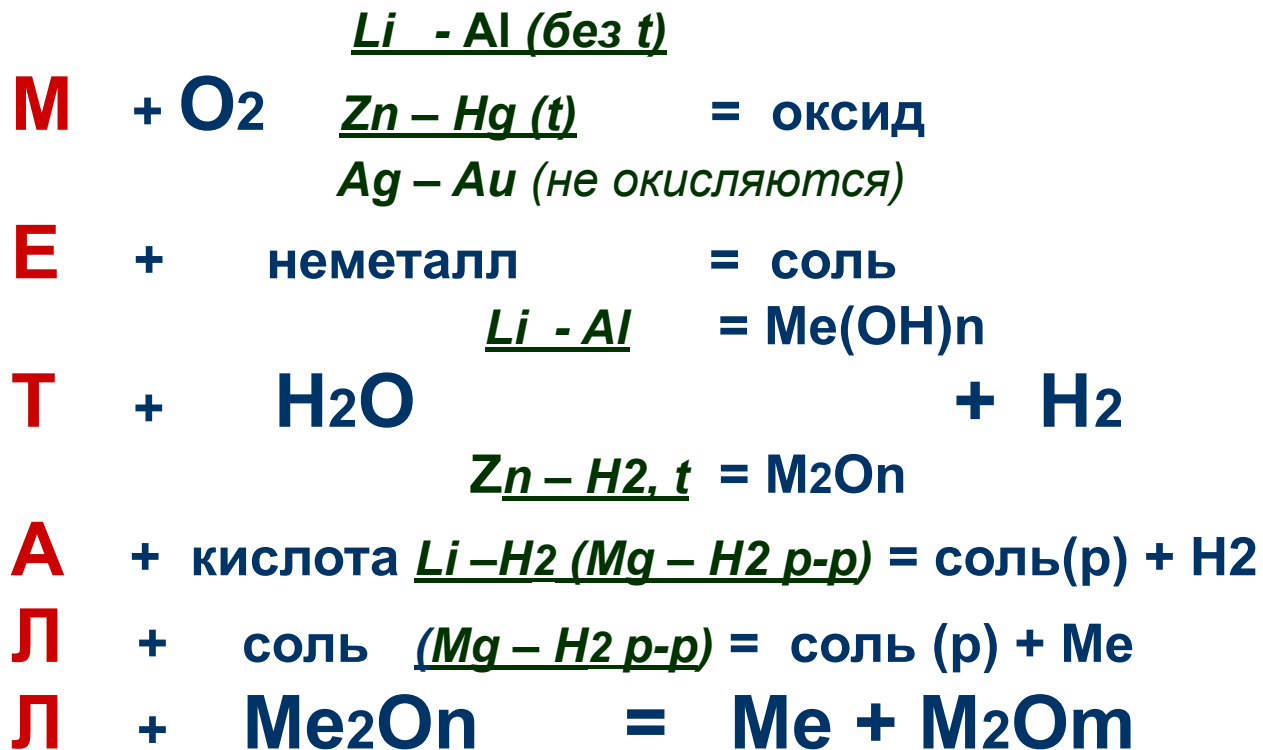 Li - Al (без t)
М + O2 Zn – Hg (t) = оксид
Ag – Au (не окисляются)
Е + неметалл = соль
Li - Al = Me(OH)n
Т + H2O + H2
Zn – H2, t = M2On
А + кислота Li –H2 (Mg – H2 р-р) = соль(р) + H2
Л + соль (Mg – H2 р-р) = соль (р) + Me
Л + Me2On = Me + M2Om